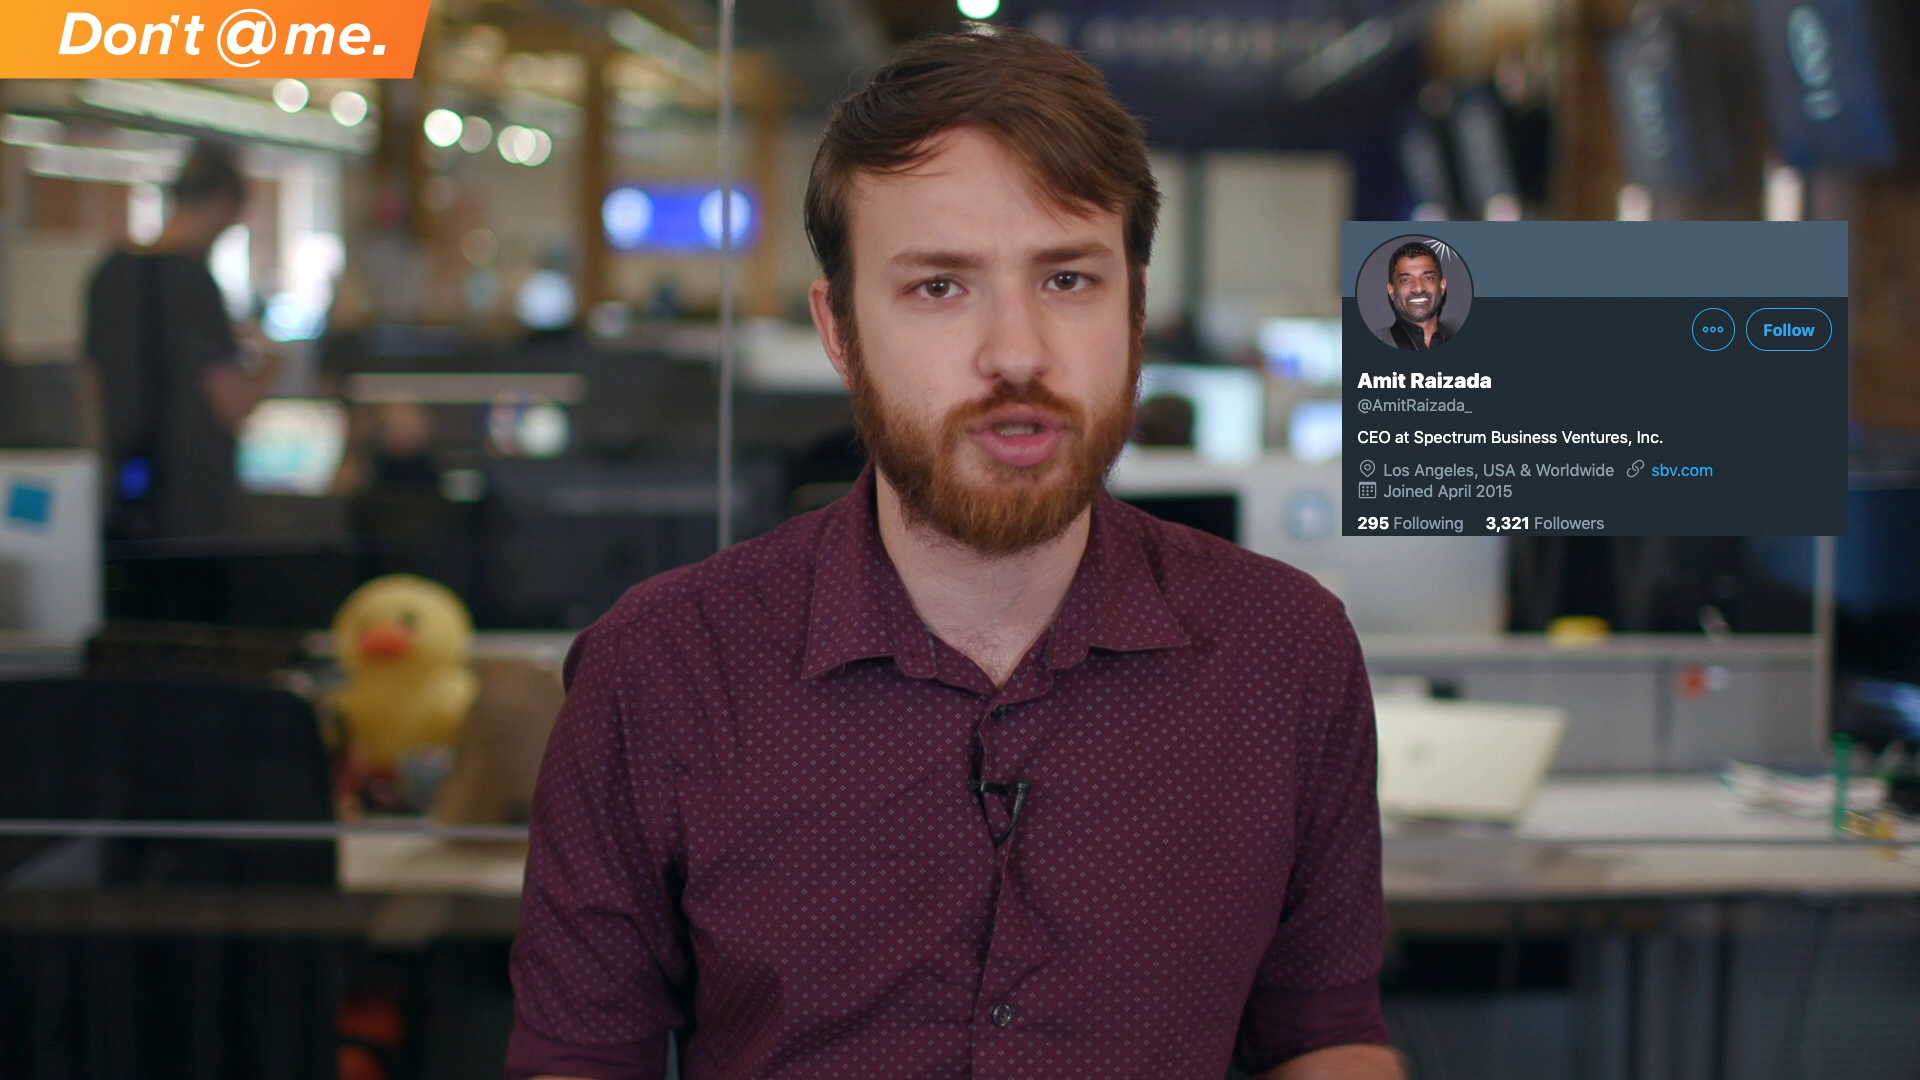 Don't @ me.
Follow
Amit Raizada
@AmitRaizada_
CEO at Spectrum Business Ventures, Inc.
Los Angeles, USA & Worldwide sbv.com
Joined April 2015
295 Following 3,321 Followers